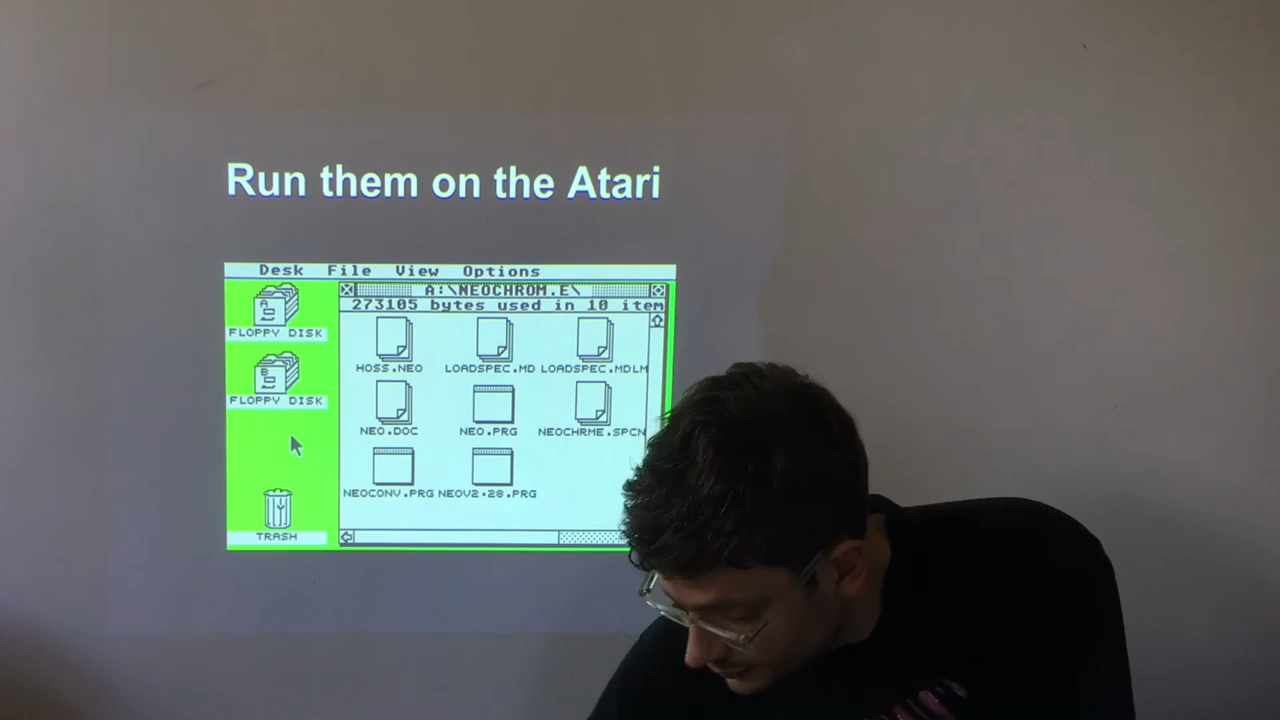 Run them on the Atari
Desk File View Options
A:\NEOCHROM.E\
273105 bytes used in 10 item
FLOPPY DISK
HOSS.NEO LOADSPEC.MD LOADSPEC.MDLM
FLOPPY DISK
NEO.DOC NEO.PRG NEOCHRME.SPCN
NEOCONV.PRG NEOV2.28.PRG
TRASH